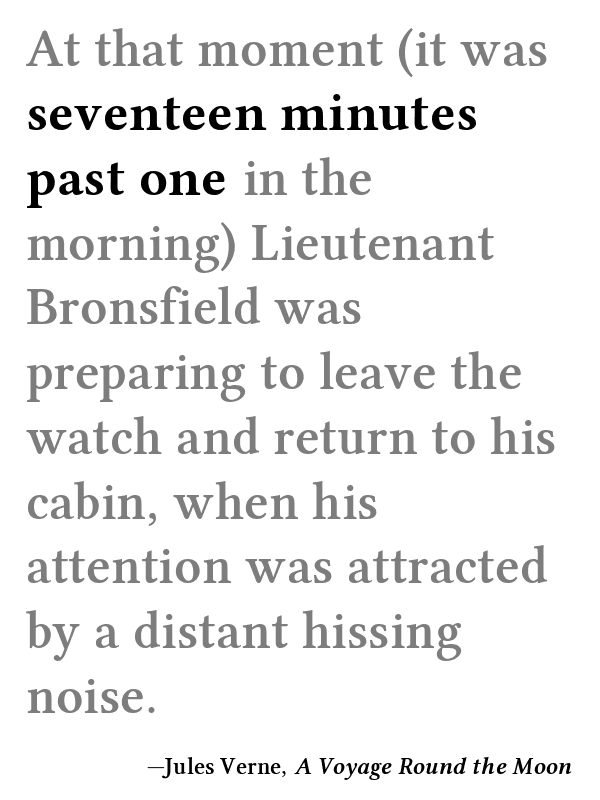 At that moment (it was
seventeen minutes
past one in the
morning) Lieutenant
Bronsfield was
preparing to leave the
watch and return to his
cabin, when his
attention was attracted
by a distant hissing
noise.
—Jules Verne, A Voyage Round the Moon